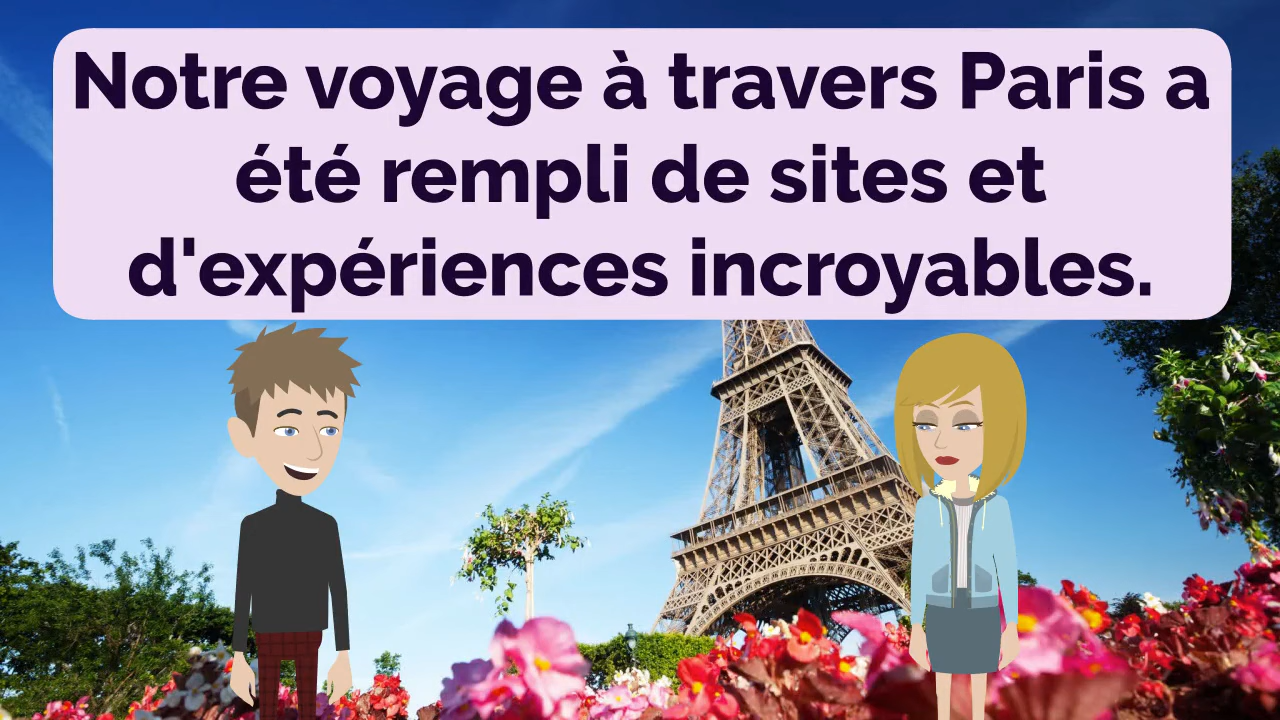 Notre voyage à travers Paris a
été rempli de sites et
d'expériences incroyables.